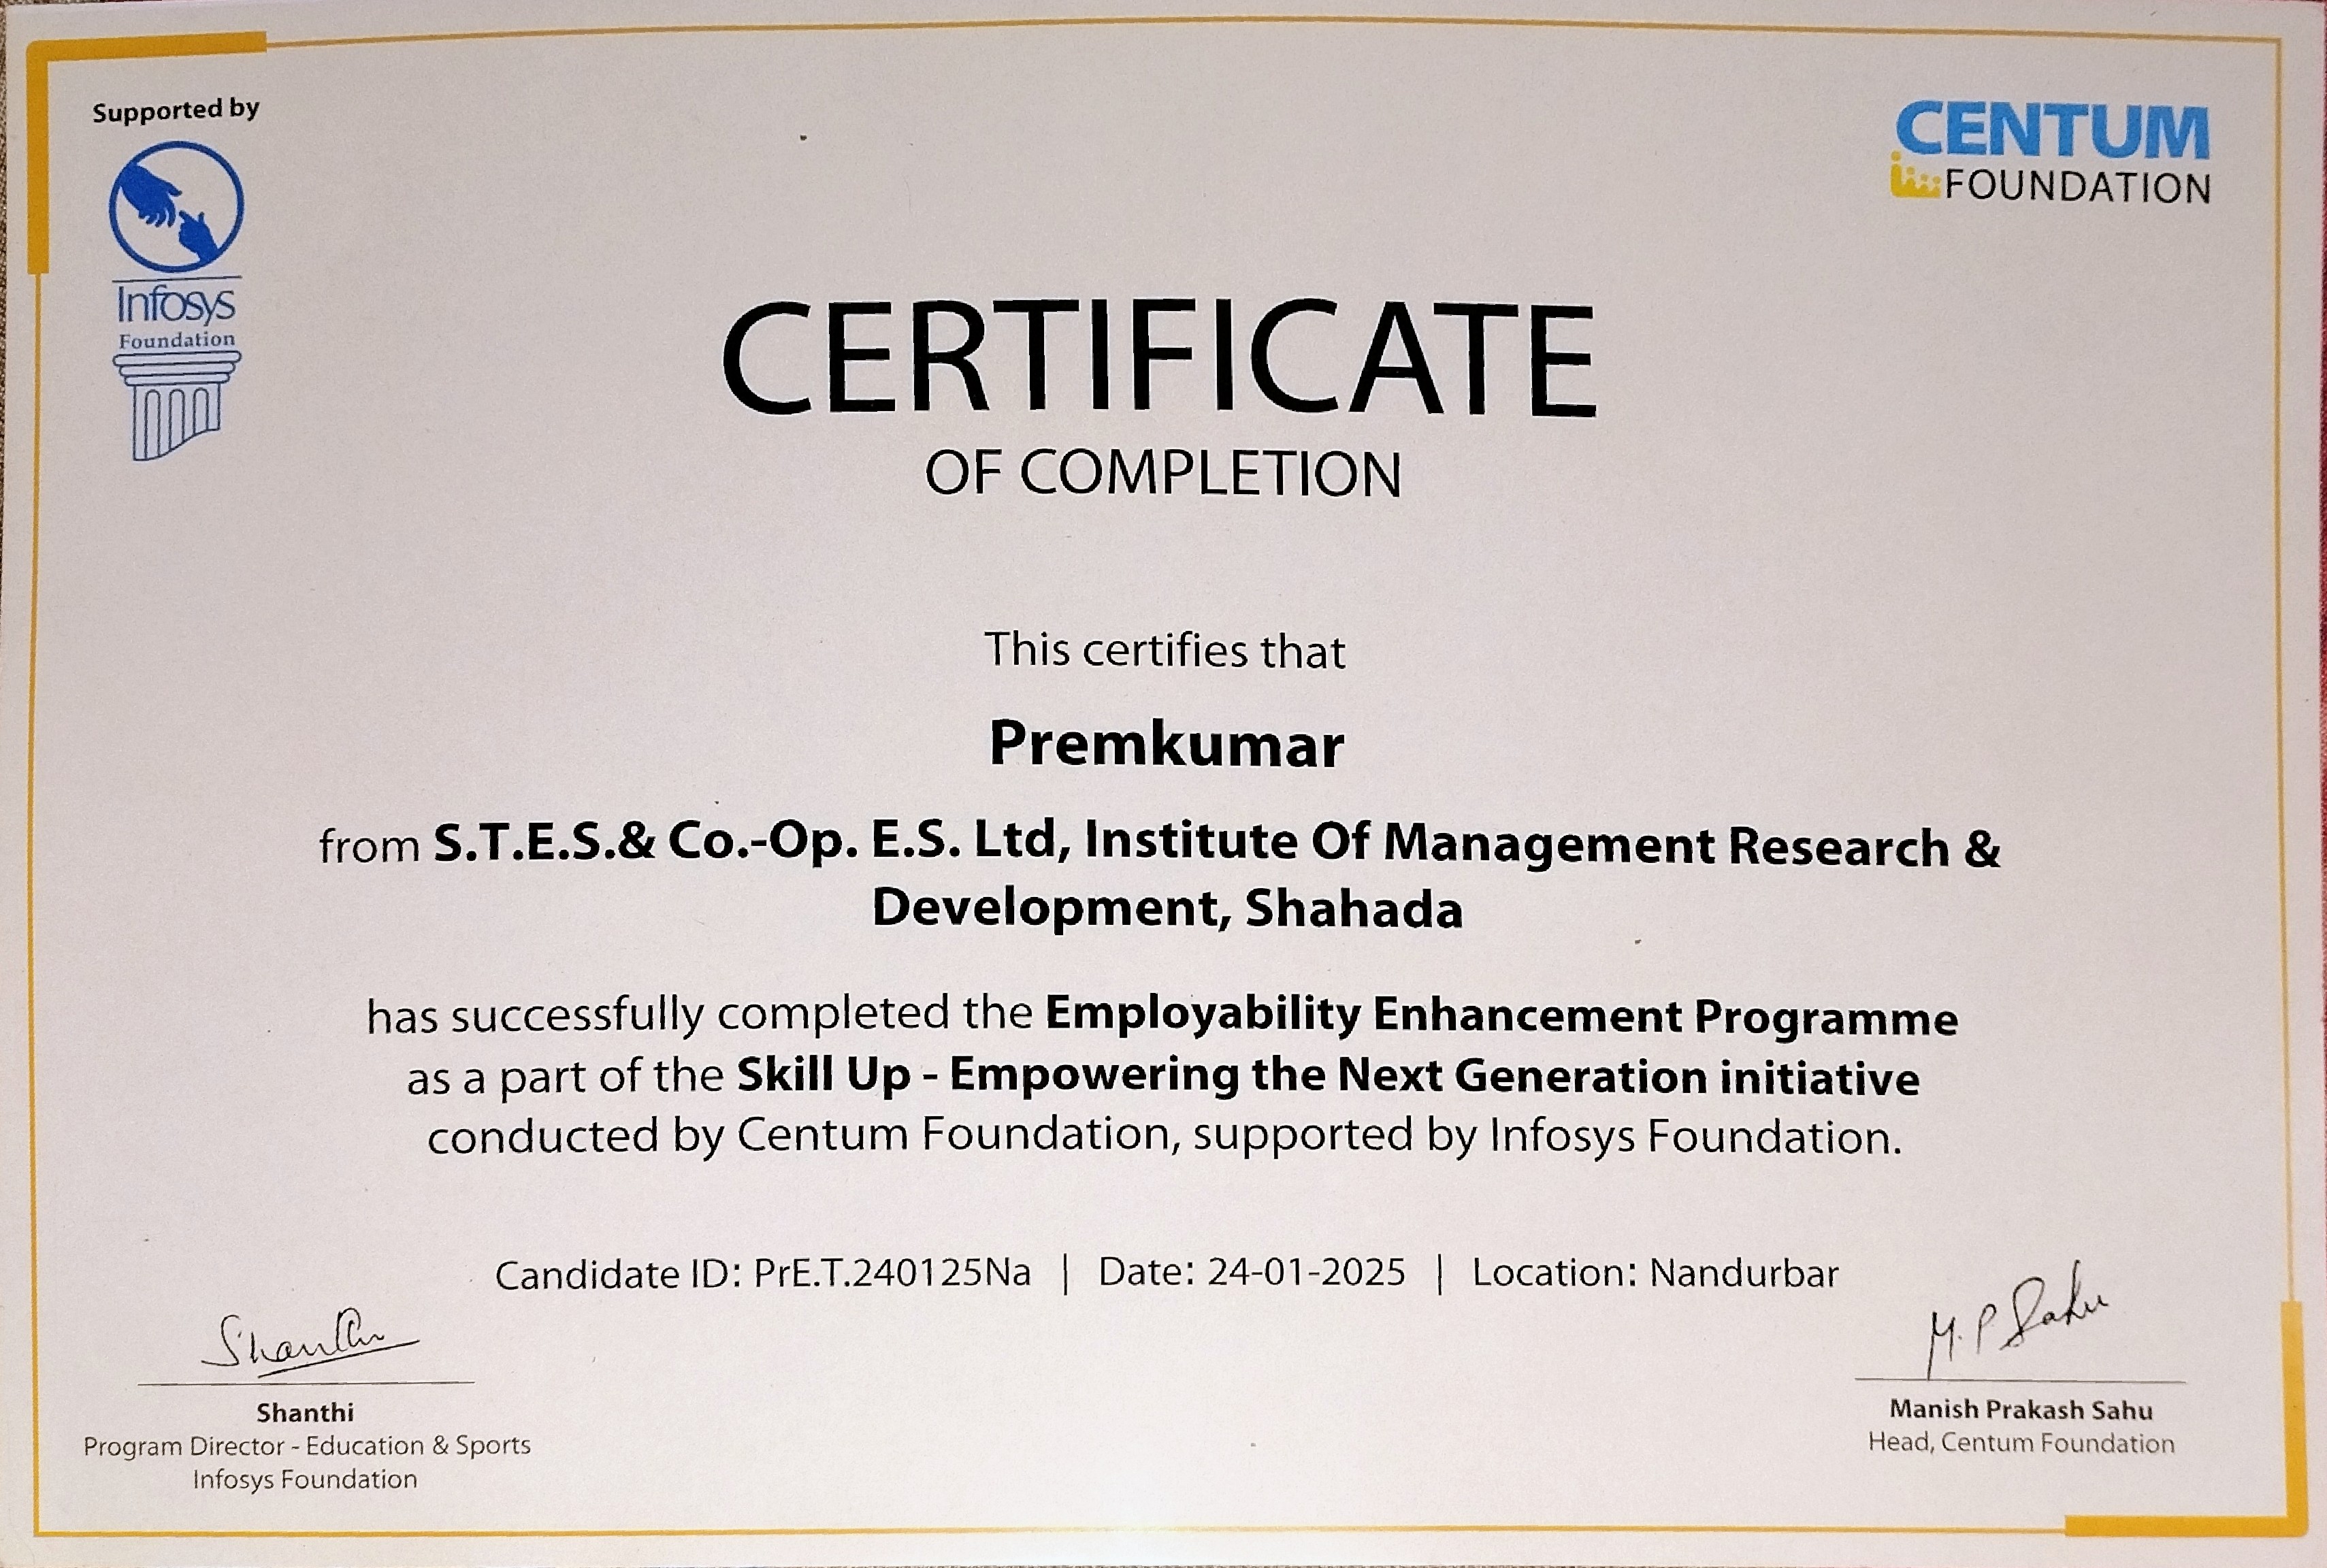 Supported by
Infosys
Foundation
CENTUM
FOUNDATION
CERTIFICATE
OF COMPLETION
This certifies that
Premkumar
from S.T.E.S.& Co.-Op. E.S. Ltd, Institute Of Management Research &
Development, Shahada
has successfully completed the Employability Enhancement Programme
as a part of the Skill Up - Empowering the Next Generation initiative
conducted by Centum Foundation, supported by Infosys Foundation.
Candidate ID: PrE.T.240125Na | Date: 24-01-2025 | Location: Nandurbar
Shanthi
Shanthi
Program Director - Education & Sports
Infosys Foundation
M. P Sahu
Manish Prakash Sahu
Head, Centum Foundation